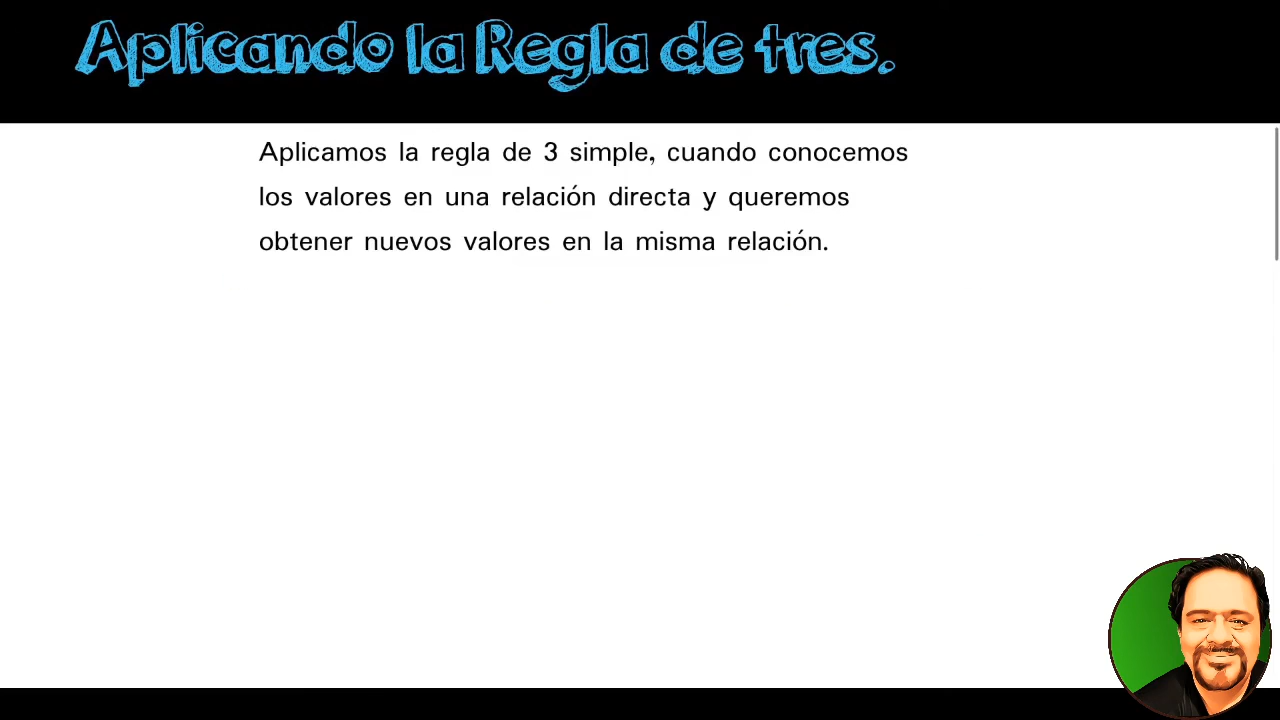 Aplicando la Regla de tres.
Aplicamos la regla de 3 simple, cuando conocemos
los valores en una relación directa y queremos
obtener nuevos valores en la misma relación.